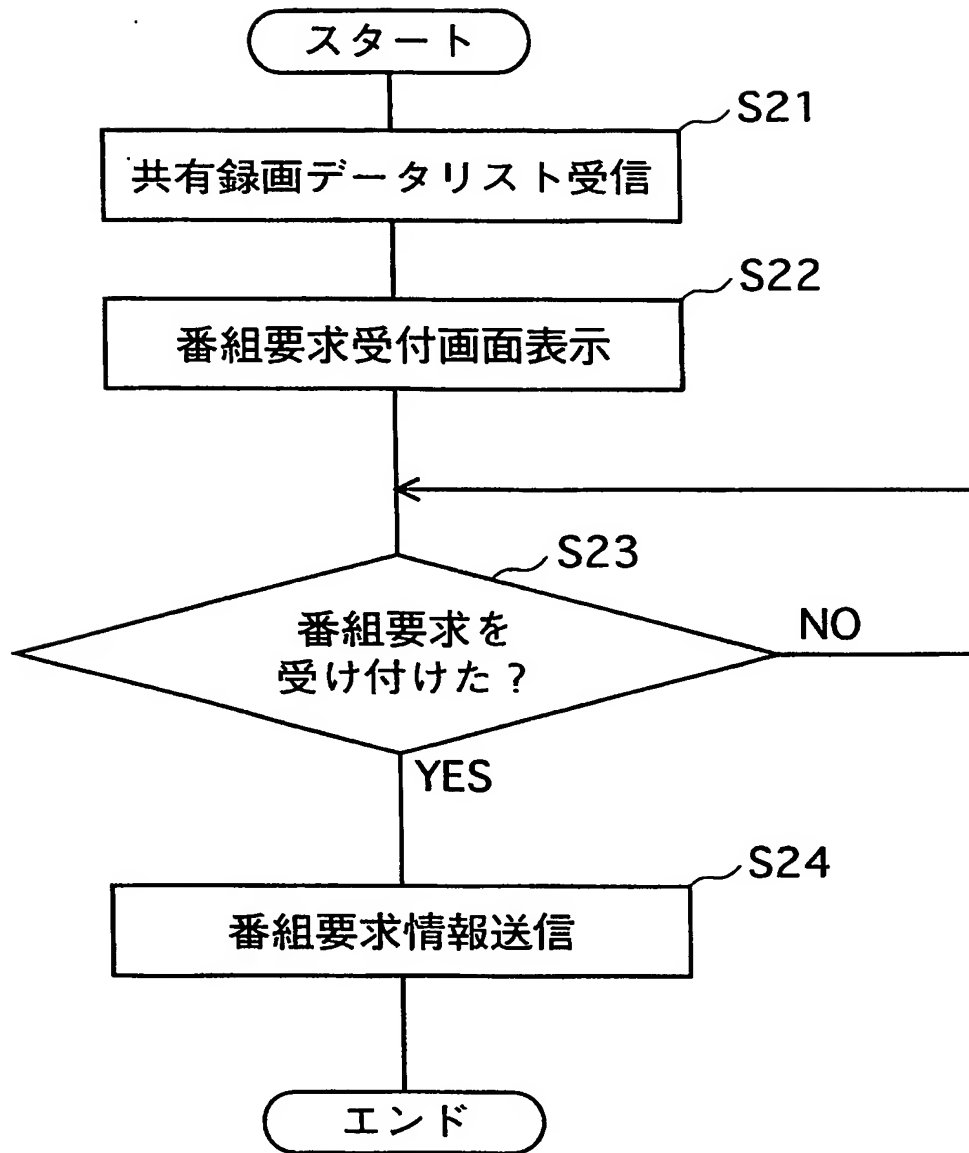 スタート
S21
共有録画データリスト受信
S22
番組要求受付画面表示
S23
番組要求を
受け付けた?
NO
YES
S24
番組要求情報送信
エンド